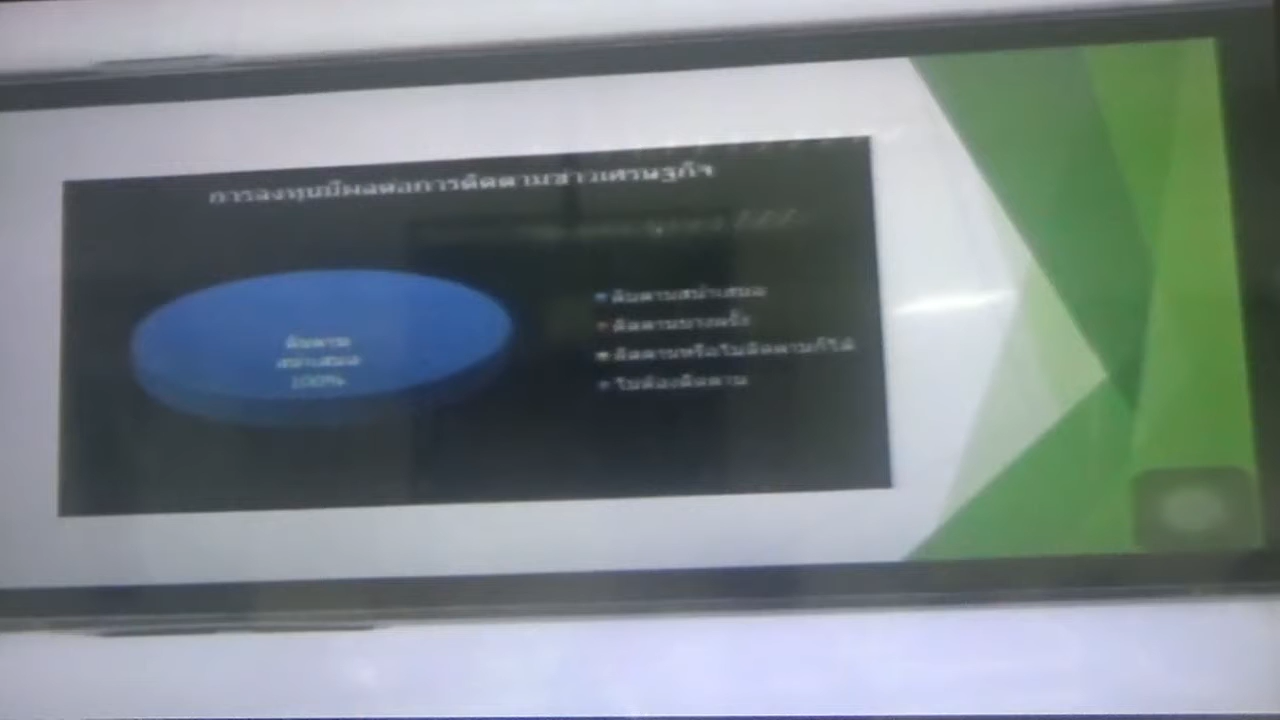 การลงทุนมีผลต่อการติดตามข่าวเศรษฐกิจ
ติดตาม
สม่ำเสมอ
100%
ติดตามสม่ำเสมอ
ติดตามบางครั้ง
ติดตามหรือไม่ติดตามก็ได้
ไม่ต้องติดตาม